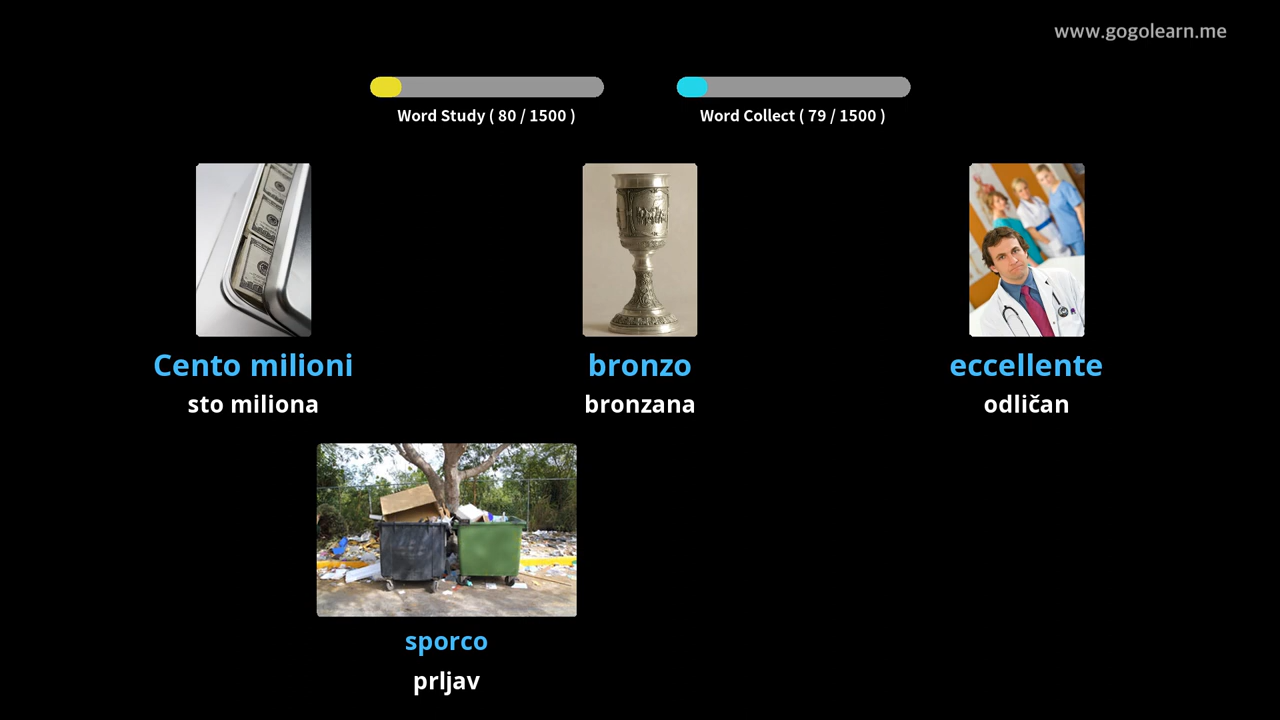 www.gogolearn.me
Word Study ( 80 / 1500 )
Word Collect ( 79 / 1500 )
Cento milioni
sto miliona
bronzo
bronzana
eccellente
odličan
sporco
prljav